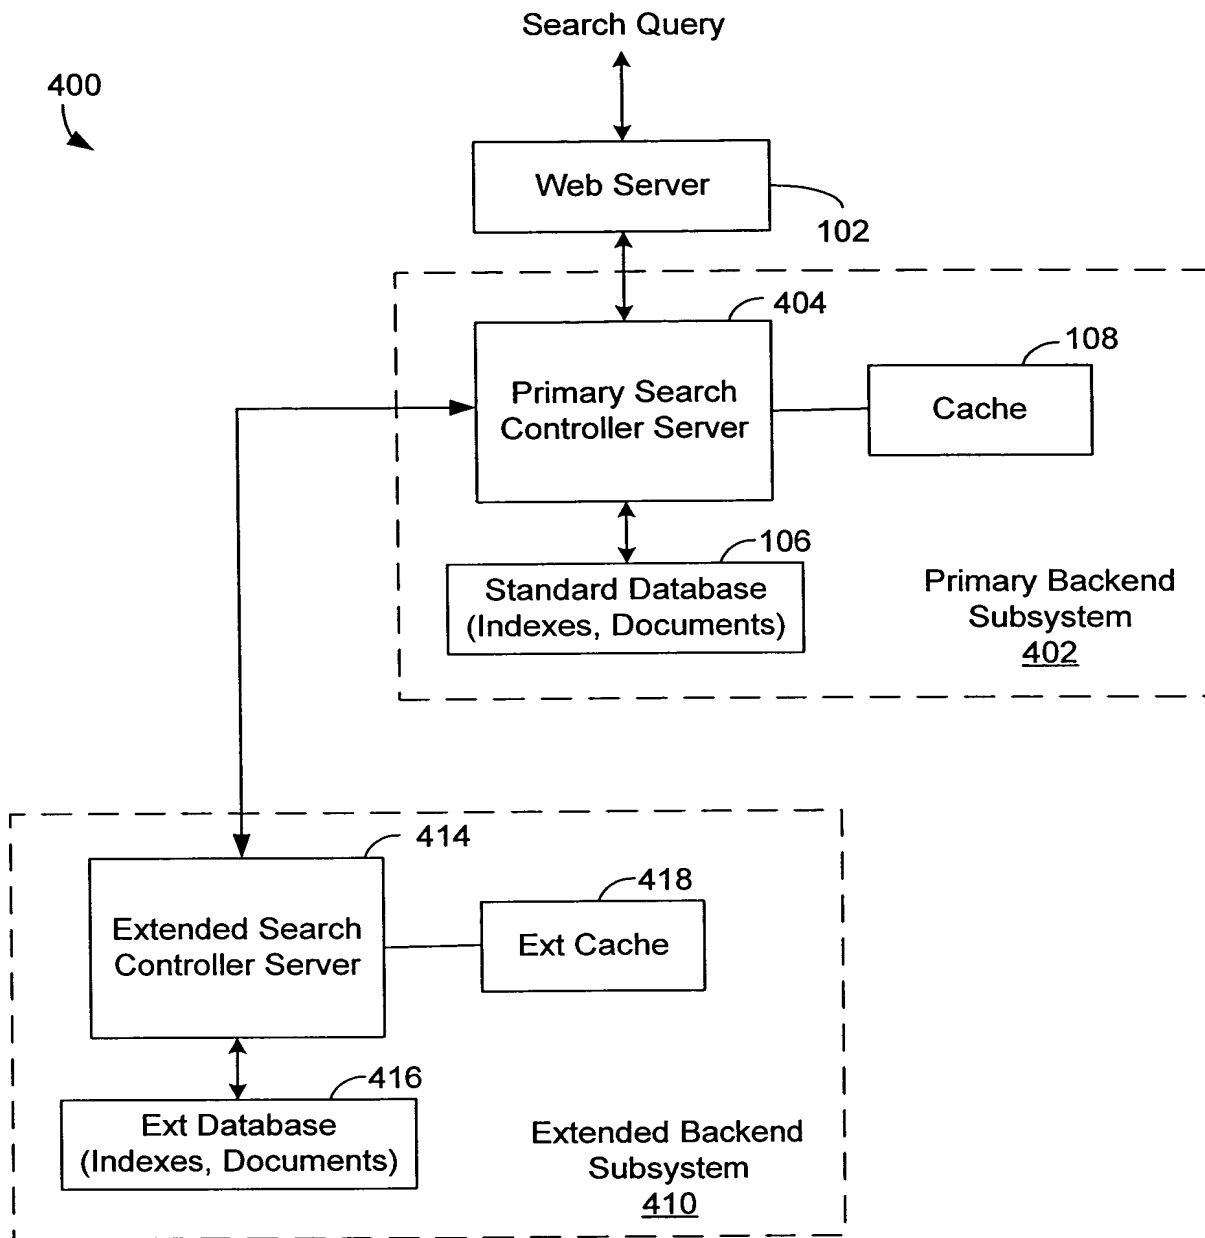 Search Query
400
Web Server
102
404
108
Primary Search
Controller Server
Cache
106
Standard Database
(Indexes, Documents)
Primary Backend
Subsystem
402
414
418
Extended Search
Controller Server
Ext Cache
416
Ext Database
(Indexes, Documents)
Extended Backend
Subsystem
410